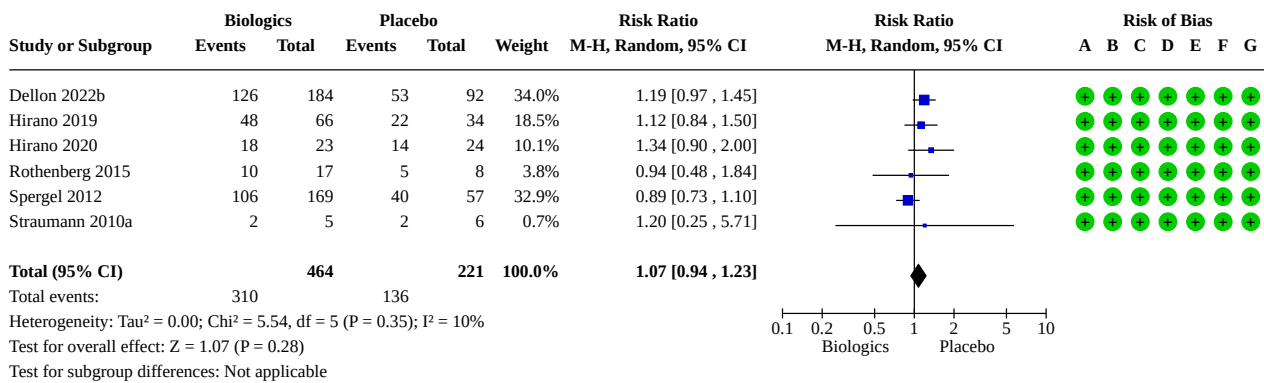 Biologics Placebo Risk Ratio Risk Ratio Risk of Bias
Study or Subgroup Events Total Events Total Weight M-H, Random, 95% CI M-H, Random, 95% CI A B C D E F G
Dellon 2022b 126 184 53 92 34.0% 1.19 [0.97 , 1.45] + + + + + + +
Hirano 2019 48 66 22 34 18.5% 1.12 [0.84 , 1.50] + + + + + + +
Hirano 2020 18 23 14 24 10.1% 1.34 [0.90 , 2.00] + + + + + + +
Rothenberg 2015 10 17 5 8 3.8% 0.94 [0.48 , 1.84] + + + + + + +
Spergel 2012 106 169 40 57 32.9% 0.89 [0.73 , 1.10] + + + + + + +
Straumann 2010a 2 5 2 6 0.7% 1.20 [0.25 , 5.71] + + + + + + +
Total (95% CI) 464 221 100.0% 1.07 [0.94 , 1.23]
Total events: 310 136
Heterogeneity: Tau² = 0.00; Chi² = 5.54, df = 5 (P = 0.35); I² = 10%
0.1 0.2 0.5 1 2 5 10
Test for overall effect: Z = 1.07 (P = 0.28) Biologics Placebo
Test for subgroup differences: Not applicable